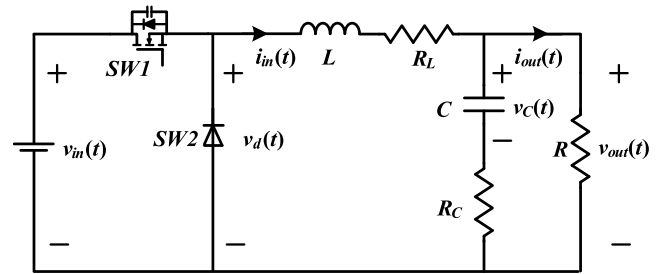 SW1
i_in(t)
L
R_L
i_out(t)
+
+
+
+
C
v_C(t)
v_in(t)
SW2
v_d(t)
−
R
v_out(t)
R_C
−
−
−